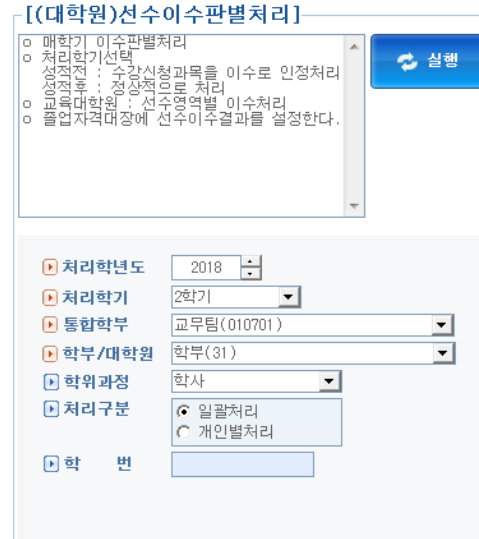 [(대학원)선수이수판별처리]
o 매학기 이수판별처리
o 처리학기선택
성적전 : 수강신청과목을 이수로 인정처리
성적후 : 정상적으로 처리
o 교육대학원 : 선수영역별 이수처리
o 졸업자격대장에 선수이수결과를 설정한다.
실행
처리학년도 2018
처리학기 2학기
통합학부 교무팀(010701)
학부/대학원 학부(31)
학위과정 학사
처리구분 일괄처리
개인별처리
학 번